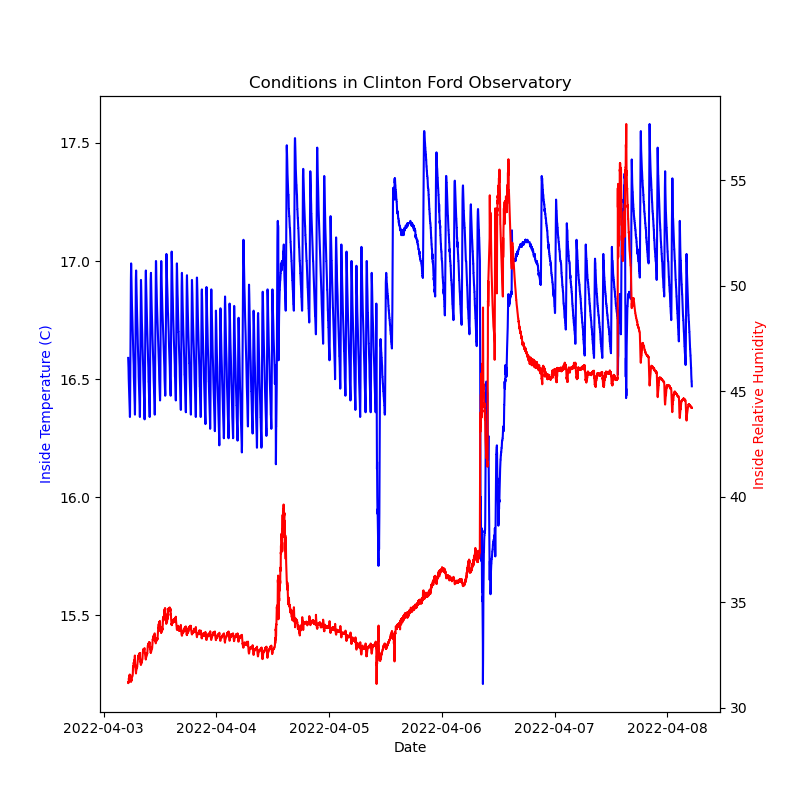 Conditions in Clinton Ford Observatory
17.5
17.0
16.5
16.0
15.5
Inside Temperature (C)
55
50
45
40
35
30
Inside Relative Humidity
2022-04-03 2022-04-04 2022-04-05 2022-04-06 2022-04-07 2022-04-08
Date